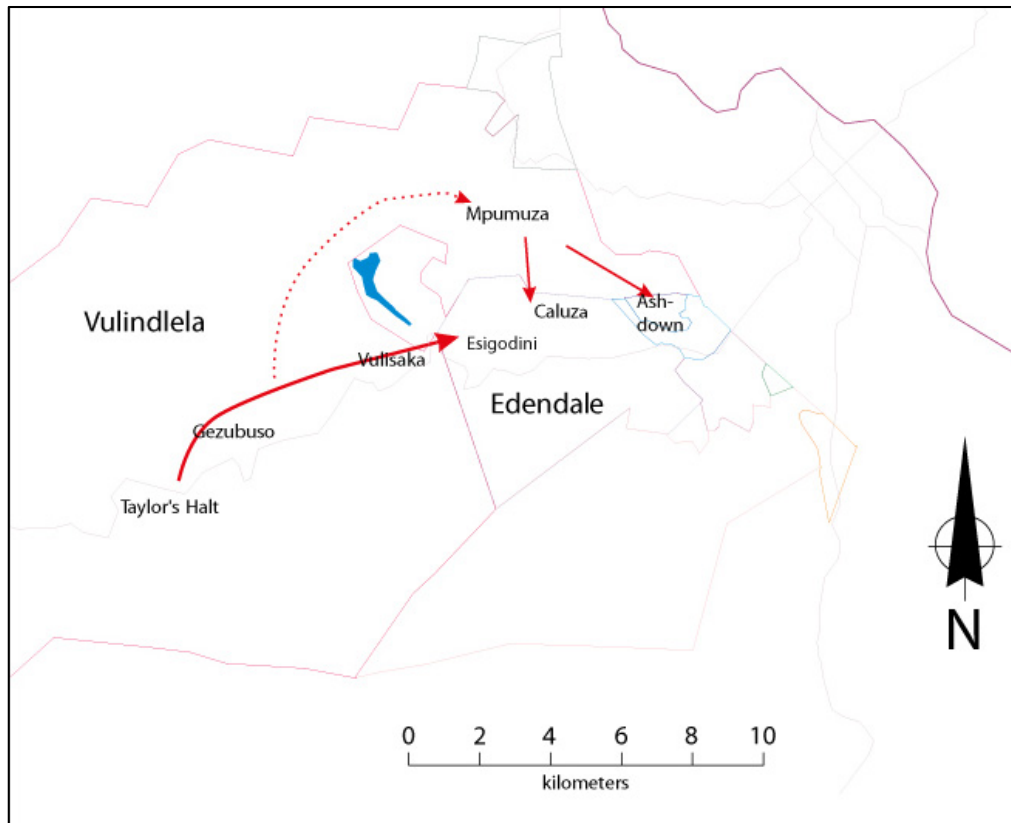 Mpumuza
Vulindlela
Caluza
Ash-
down
Vulisaka
Esigodini
Edendale
Gezubuso
Taylor's Halt
N
0 2 4 6 8 10
kilometers